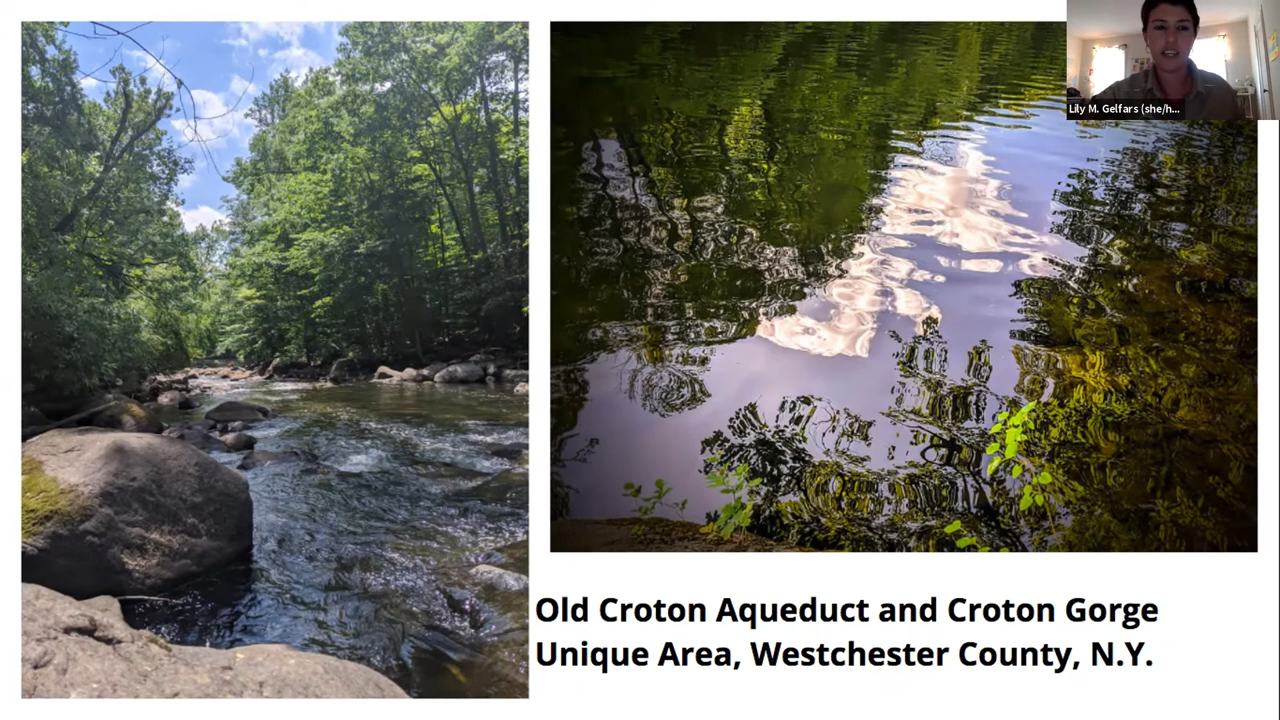 Lily M. Gelfars (she/h...
Old Croton Aqueduct and Croton Gorge
Unique Area, Westchester County, N.Y.